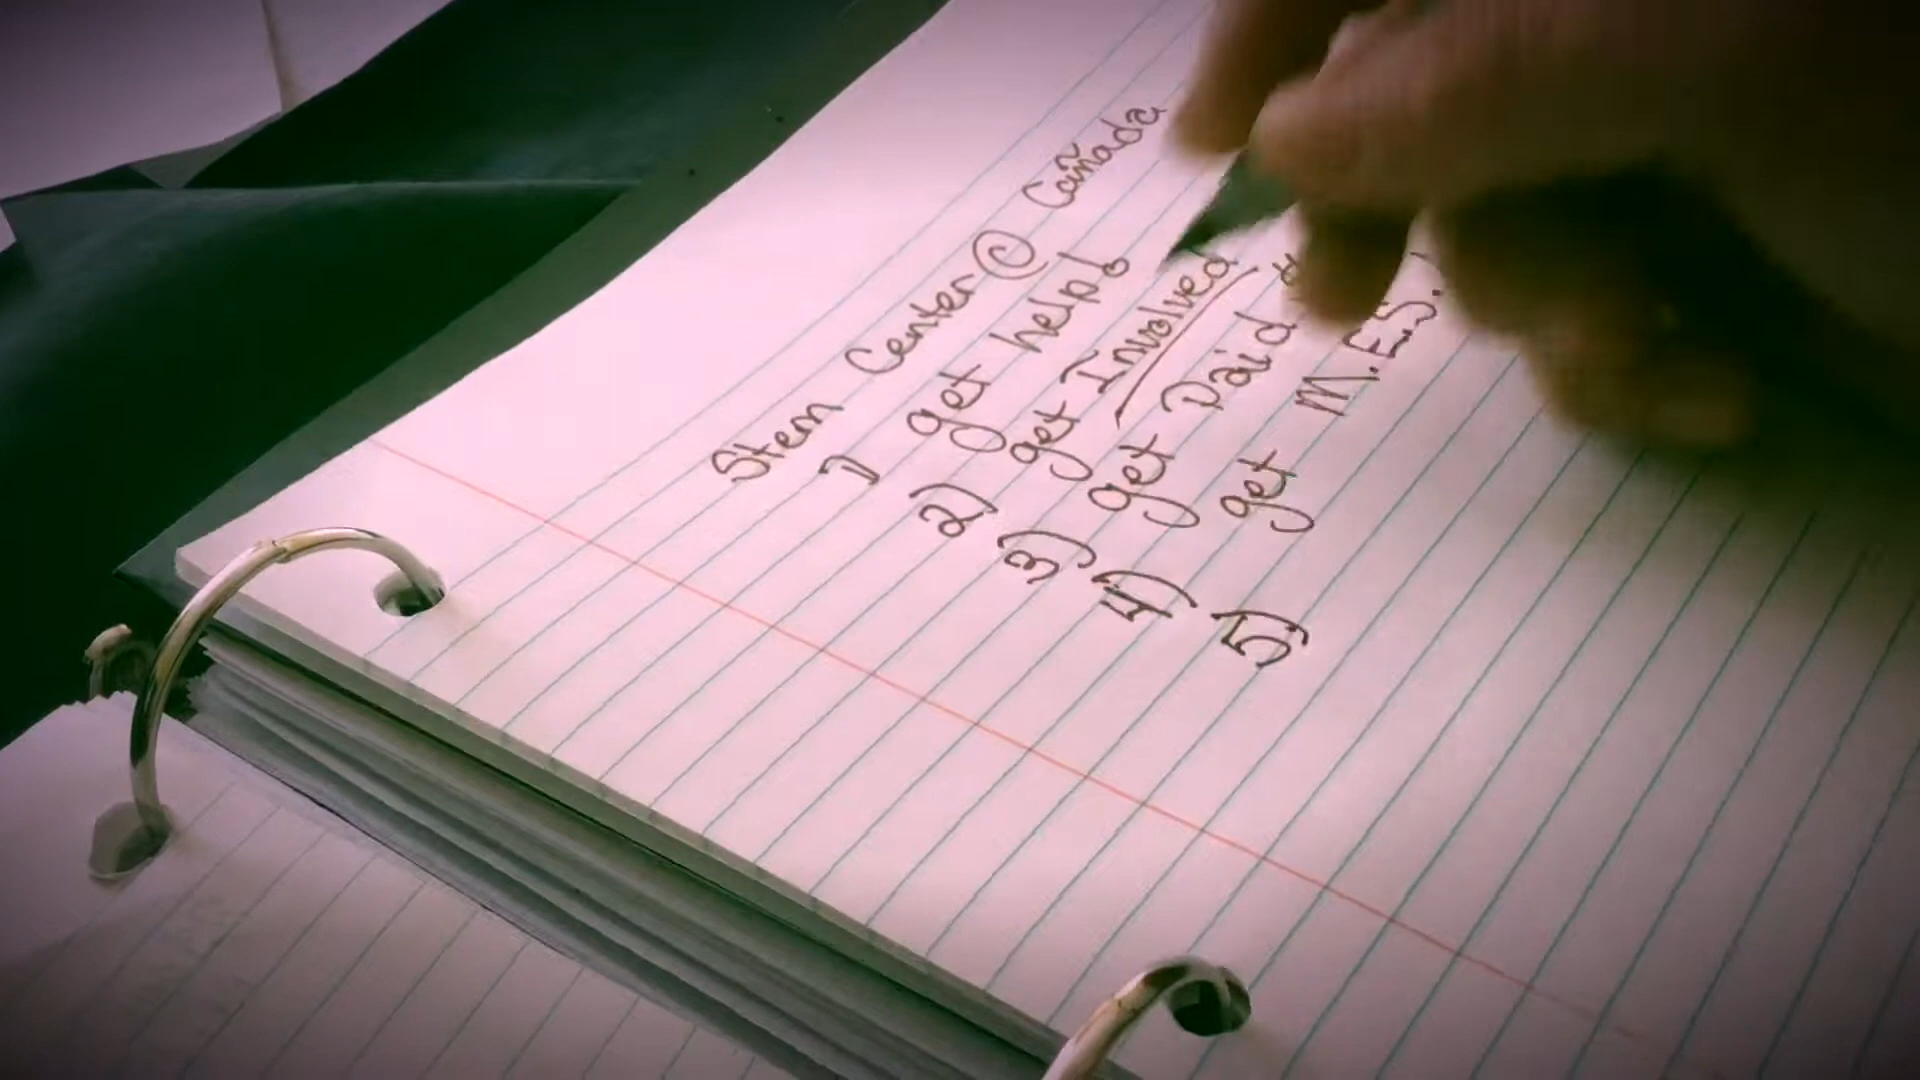 Stem Center © Cañada
1) get help!
2) get Involved
3) get Paid
4) get M.E.S.
5)